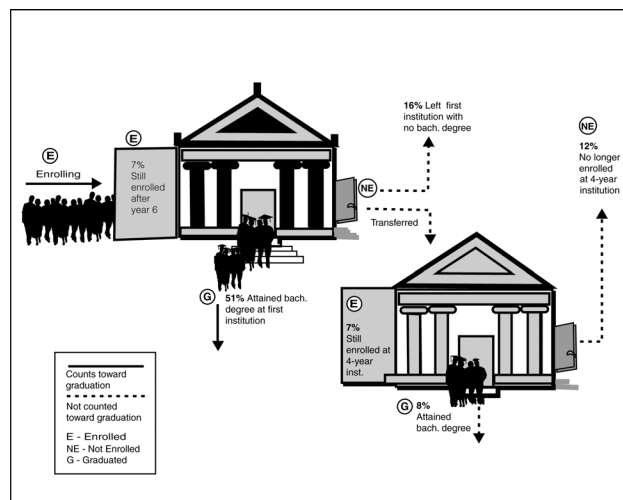 E
Enrolling
E
7%
Still
enrolled
after
year 6
16% Left first
institution with
no bach. degree
NE
Transferred
NE
12%
No longer
enrolled
at 4-year
institution
G
51% Attained bach.
degree at first
institution
E
7%
Still
enrolled at
4-year
inst.
G 8%
Attained
bach. degree
Counts toward
graduation
Not counted
toward graduation
E - Enrolled
NE - Not Enrolled
G - Graduated